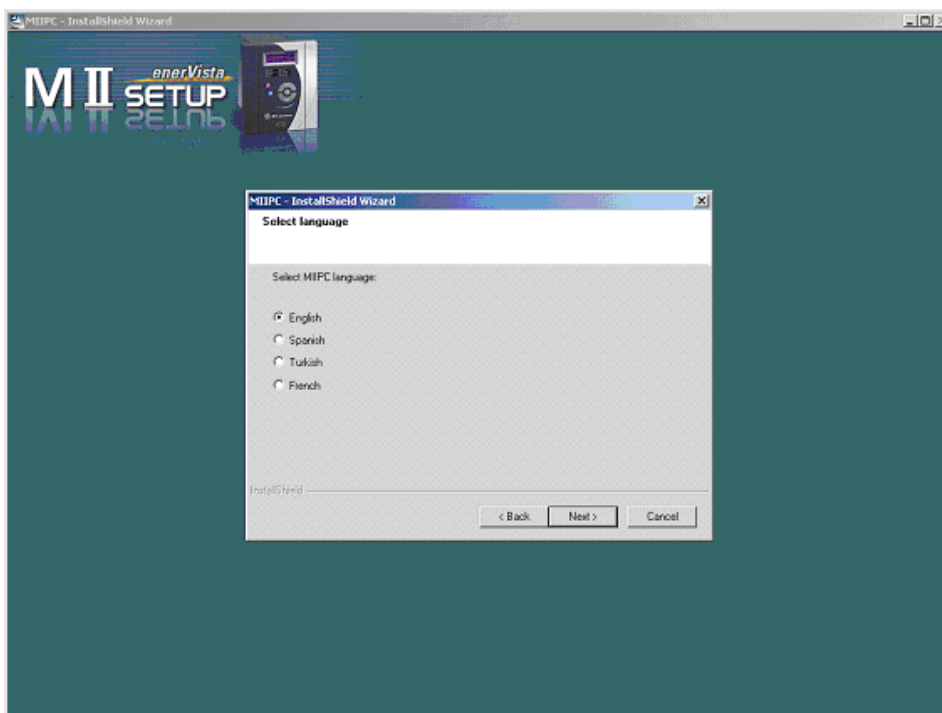 MIIPC - InstallShield Wizard
enerVista
M II SETUP
MIIPC - InstallShield Wizard
Select language
Select MIIPC language:
English
Spanish
Turkish
French
InstallShield
< Back
Next >
Cancel